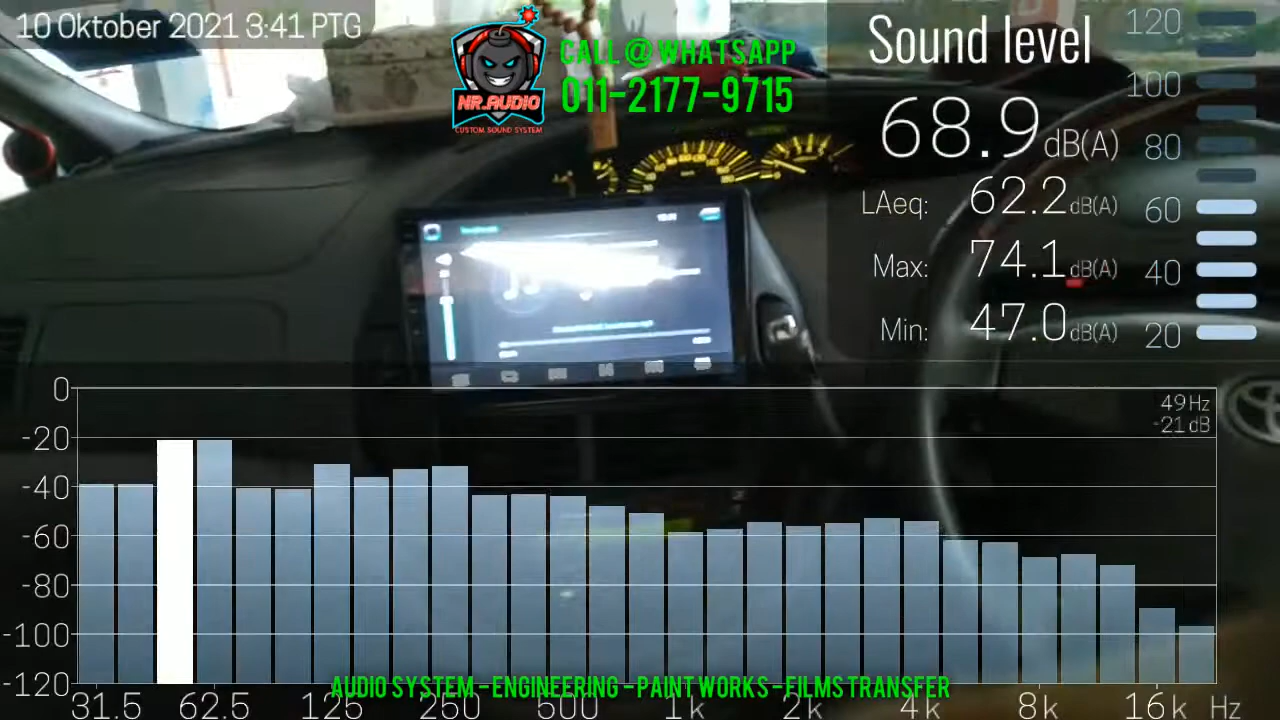 10 Oktober 2021 3:41 PTG
NR.AUDIO
CUSTOM SOUND SYSTEM
CALL @ WHATSAPP
011-2177-9715
Sound level
68.9 dB(A)
LAeq: 62.2 dB(A)
Max: 74.1 dB(A)
Min: 47.0 dB(A)
120
100
80
60
40
20
49 Hz
-21 dB
0
-20
-40
-60
-80
-100
-120
31.5 62.5 125 250 500 1k 2k 4k 8k 16k Hz
AUDIO SYSTEM - ENGINEERING - PAINT WORKS - FILMS TRANSFER